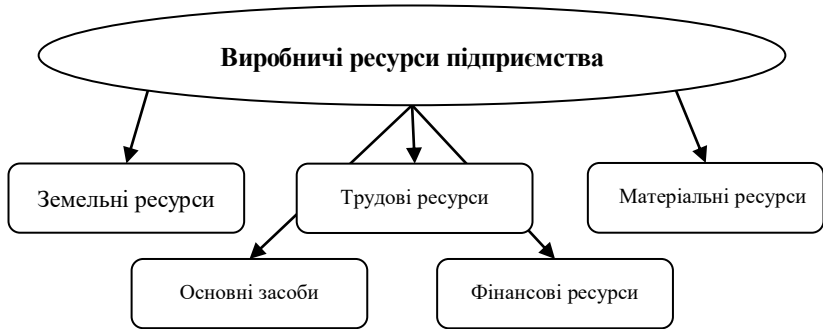 Виробничі ресурси підприємства
Земельні ресурси
Трудові ресурси
Матеріальні ресурси
Основні засоби
Фінансові ресурси